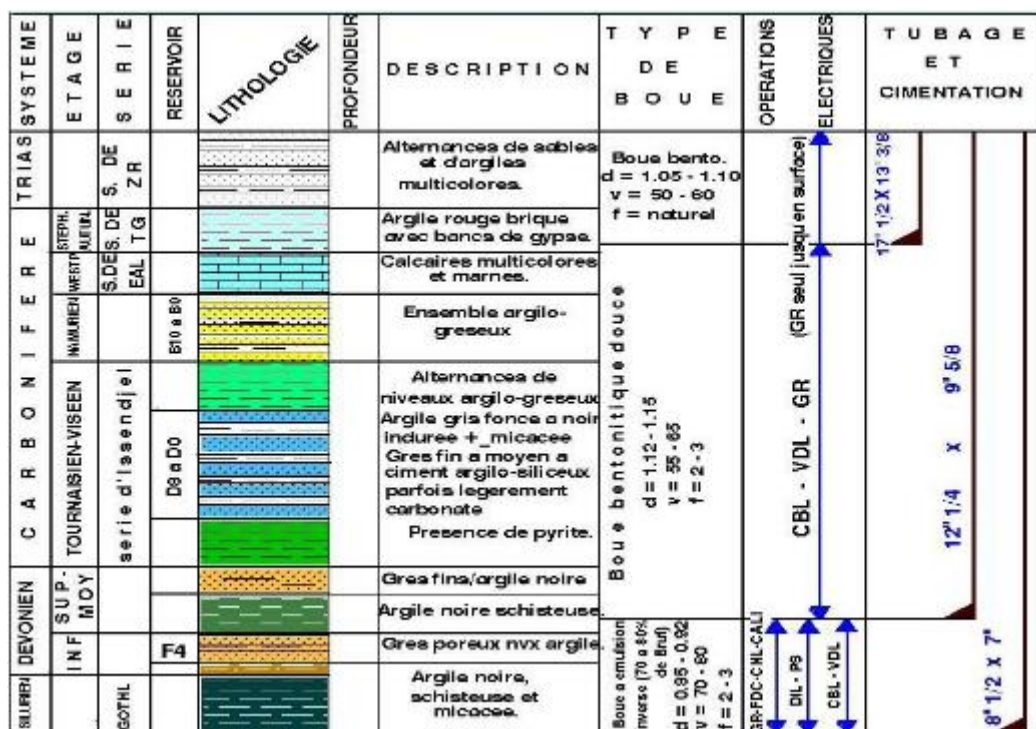 SYSTEME
ETAGE
SERIE
RESERVOIR
LITHOLOGIE
PROFONDEUR
DESCRIPTION
TYPE
DE
BOUE
OPERATIONS
ELECTRIQUES
TUBAGE
ET
CIMENTATION
TRIAS
S. DE
ZR
Alternances de sables
et d'argiles
multicolores.
Boue bento.
d = 1.05 - 1.10
v = 50 - 60
f = naturel
(GR seul jusqu'en surface)
17" 1/2 X 13" 3/8
CARBONIFERE
STEPH.
S. DE
TG
Argile rouge brique
avec bancs de gypse.
WESTP.
S.DES
EAL
Calcaires multicolores
et marnes.
NAMURIEN
B10 a B0
Ensemble argilo-
greseux
TOURNAISIEN-VISEEN
serie d'Issendjel
Alternances de
niveaux argilo-greseux
D9 a D0
Argile gris fonce a noir
induree +_micacee
Gres fin a moyen a
ciment argilo-siliceux
parfois legerement
carbonate
Presence de pyrite.
Boue bentonitique douce
d = 1.12 - 1.15
v = 55 - 65
f = 2 - 3
CBL - VDL - GR
12" 1/4 X 9" 5/8
DEVONIEN
SUP-
MOY
Gres fins/argile noire
Argile noire schisteuse.
INF
F4
Gres poreux nvx argile.
SILURIEN
GOTHL
Argile noire,
schisteuse et
micacee.
Boue a emulsion
inverse (70 a 80%
de Brut)
d = 0.85 - 0.92
v = 70 - 80
f = 2 - 3
GR-FDC-CNL-CALI
DIL - PS
CBL - VDL
8" 1/2 x 7"